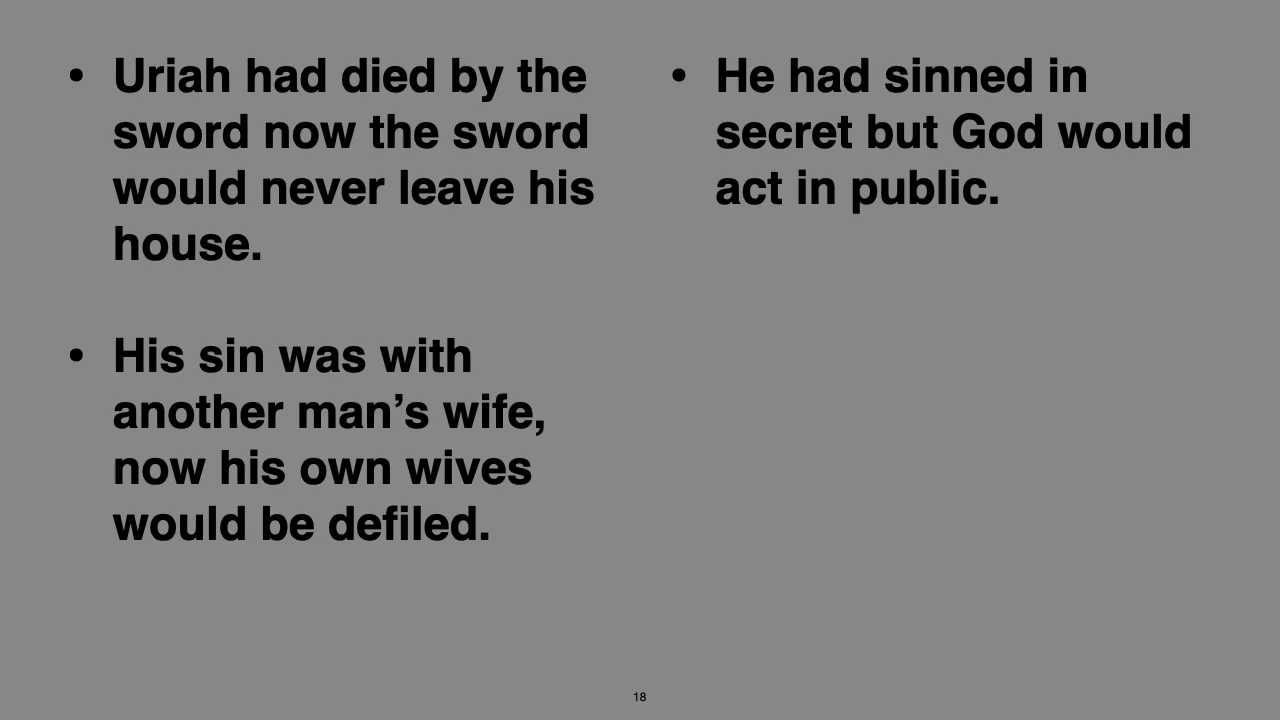 • Uriah had died by the
sword now the sword
would never leave his
house.
• His sin was with
another man’s wife,
now his own wives
would be defiled.
• He had sinned in
secret but God would
act in public.
18